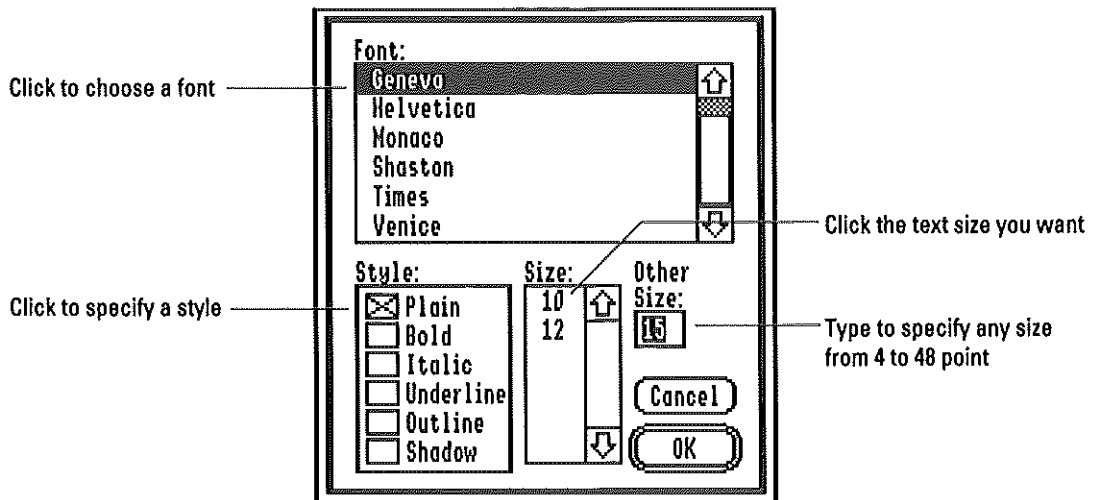 Font:
Geneva
Helvetica
Monaco
Shaston
Times
Venice
Click to choose a font
Click the text size you want
Style:
Plain
Bold
Italic
Underline
Outline
Shadow
Click to specify a style
Size:
10
12
Other
Size:
15
Type to specify any size
from 4 to 48 point
Cancel
OK